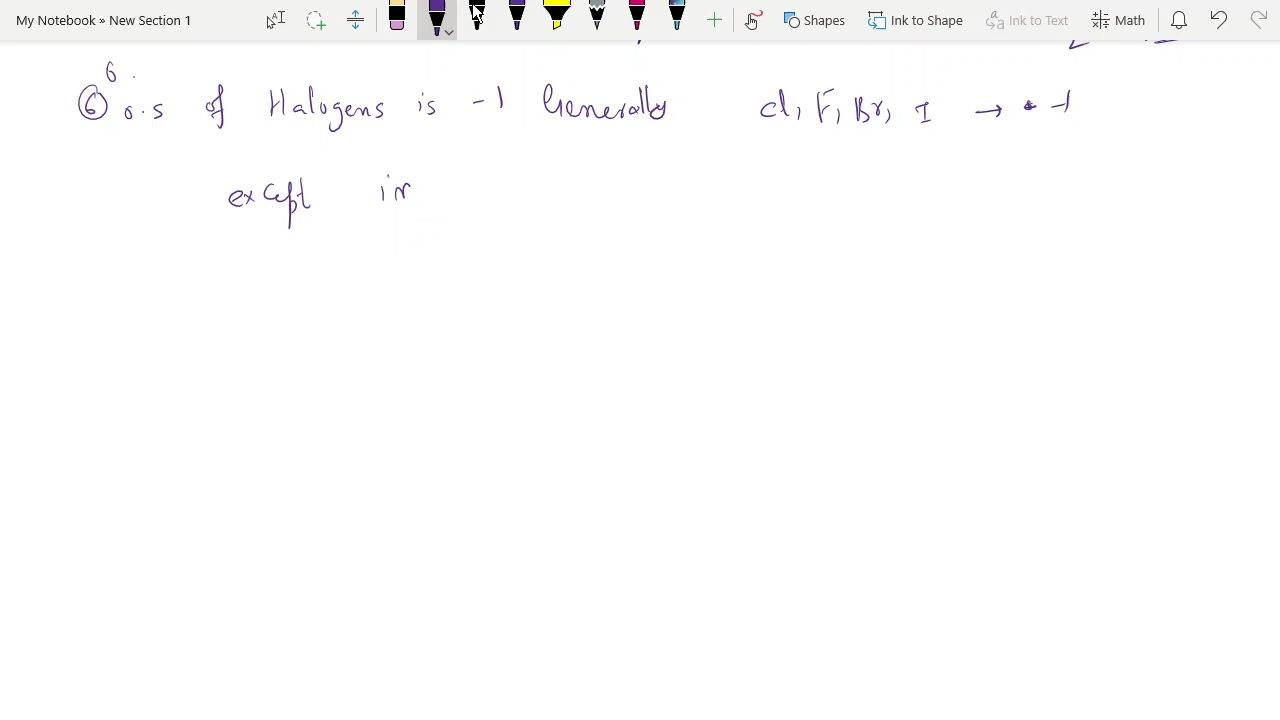 My Notebook » New Section 1
Shapes Ink to Shape Ink to Text Math
6
⑥ o.s of Halogens is -1 Generally Cl, F, Br, I → -1
except in